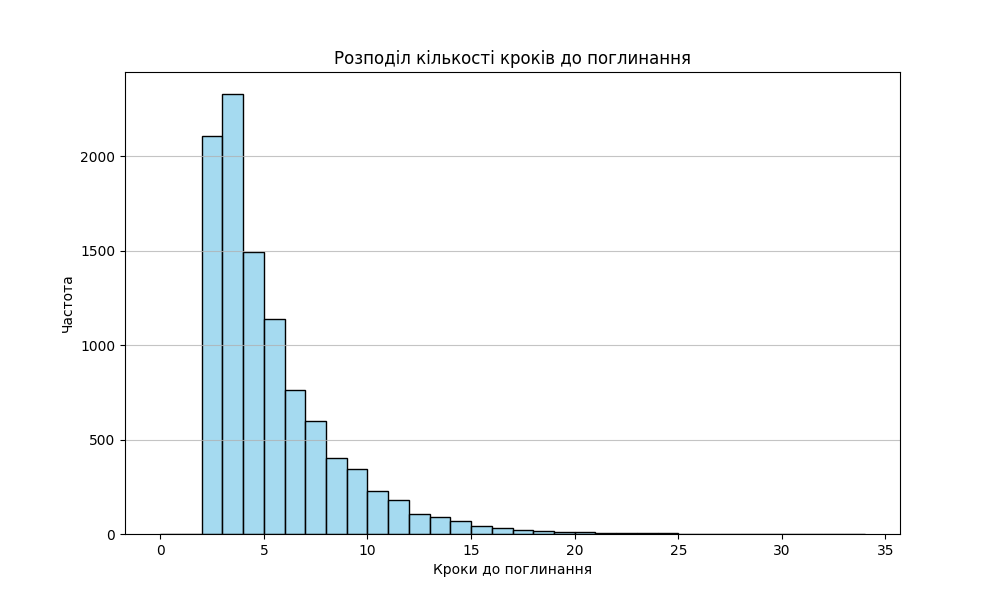 Розподіл кількості кроків до поглинання
Частота
2000
1500
1000
500
0
0 5 10 15 20 25 30 35
Кроки до поглинання